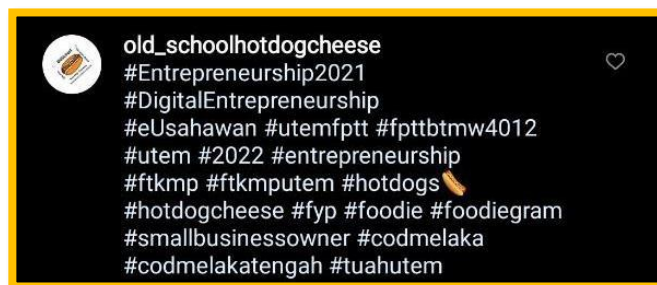 old_schoolhotdogcheese
#Entrepreneurship2021
#DigitalEntrepreneurship
#eUsahawan #utemfptt #fpttbtmw4012
#utem #2022 #entrepreneurship
#ftkmp #ftkmputem #hotdogs🌭
#hotdogcheese #fyp #foodie #foodiegram
#smallbusinessowner #codmelaka
#codmelakatengah #tuahutem